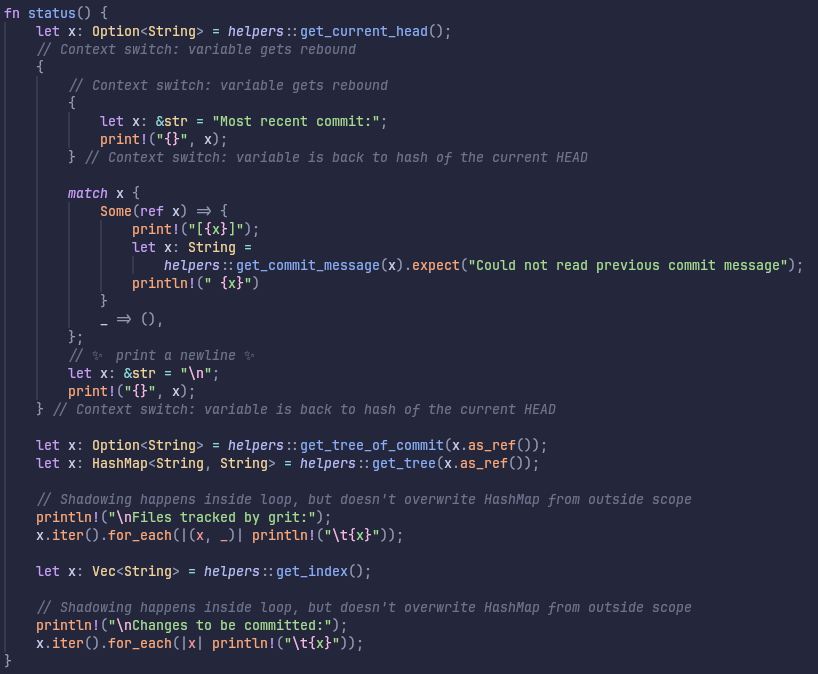 fn status() {
    let x: Option<String> = helpers::get_current_head();
    // Context switch: variable gets rebound
    {
        // Context switch: variable gets rebound
        {
            let x: &str = "Most recent commit:";
            print!("{}", x);
        } // Context switch: variable is back to hash of the current HEAD

        match x {
            Some(ref x) => {
                print!("[{x}]");
                let x: String =
                    helpers::get_commit_message(x).expect("Could not read previous commit message");
                println!(" {x}")
            }
            _ => (),
        };
        // ✨ print a newline ✨
        let x: &str = "\n";
        print!("{}", x);
    } // Context switch: variable is back to hash of the current HEAD

    let x: Option<String> = helpers::get_tree_of_commit(x.as_ref());
    let x: HashMap<String, String> = helpers::get_tree(x.as_ref());

    // Shadowing happens inside loop, but doesn't overwrite HashMap from outside scope
    println!("\nFiles tracked by grit:");
    x.iter().for_each(|(x, _)| println!("\t{x}"));

    let x: Vec<String> = helpers::get_index();

    // Shadowing happens inside loop, but doesn't overwrite HashMap from outside scope
    println!("\nChanges to be committed:");
    x.iter().for_each(|x| println!("\t{x}"));
}